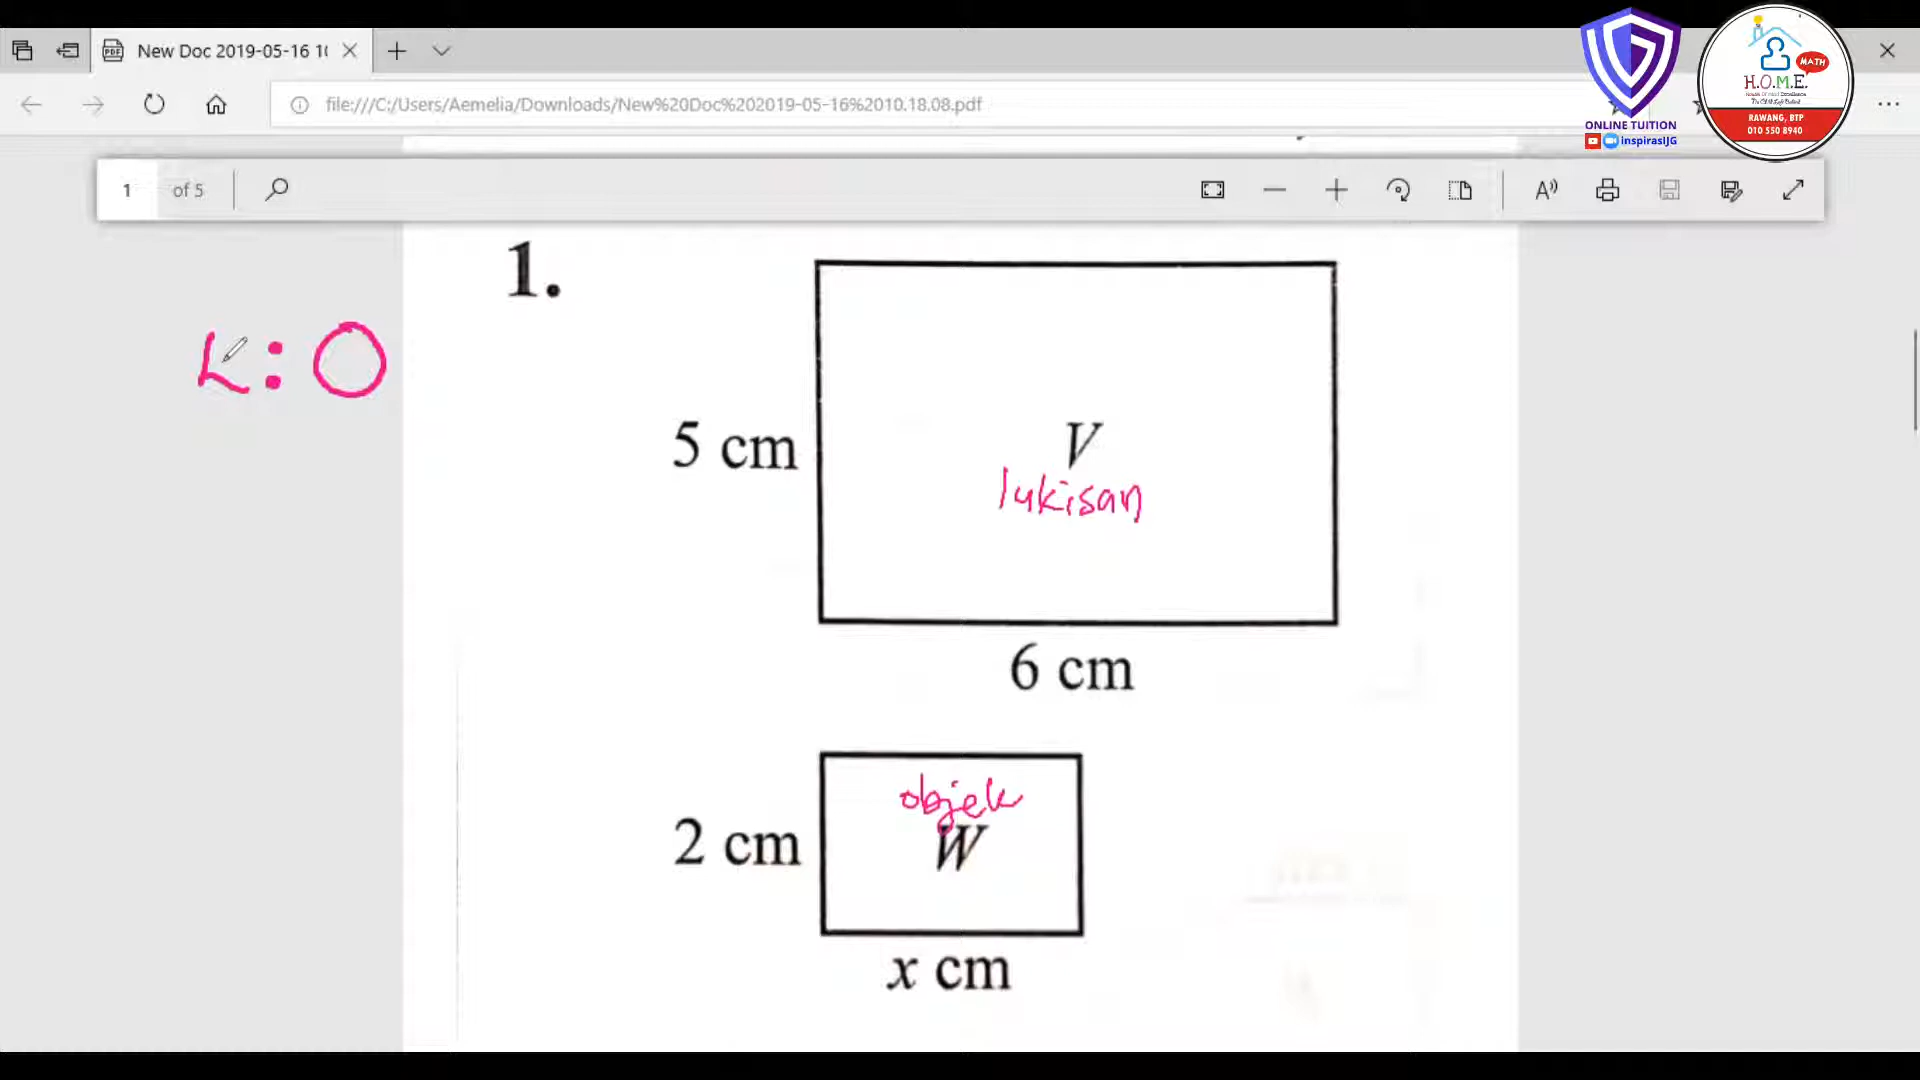 New Doc 2019-05-16 10
file:///C:/Users/Aemelia/Downloads/New%20Doc%202019-05-16%2010.18.08.pdf
ONLINE TUITION
inspirasiJG
MATH
H.O.M.E.
RAWANG, BTP
010 550 8940
1 of 5
1.
L : O
5 cm
V
lukisan
6 cm
objek
2 cm
W
x cm